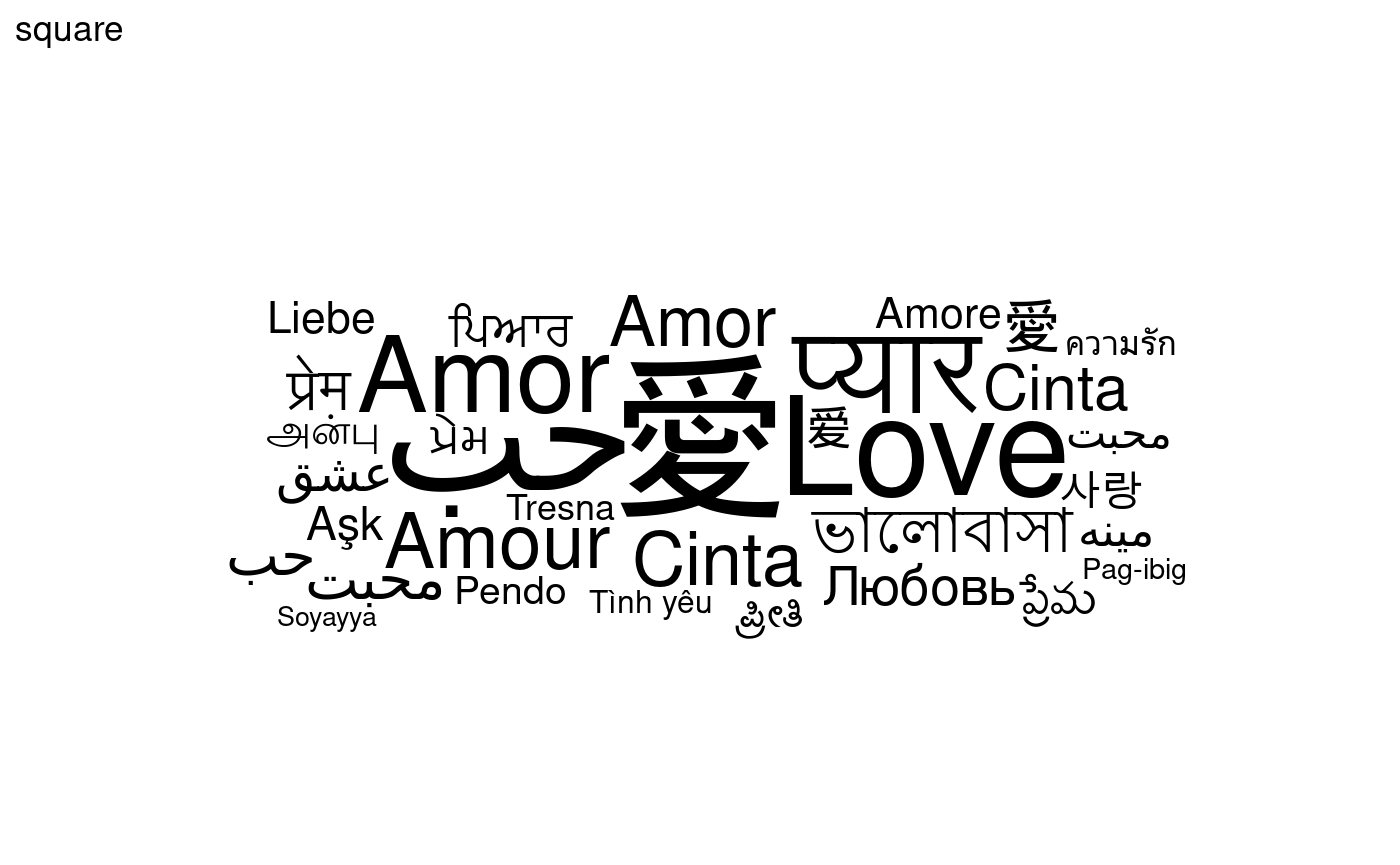 square
Liebe
ਪਿਆਰ
Amor
Amore
愛
ความรัก
प्रेम
Amor
愛
प्यार
Cinta
அன்பு
પ્રેમ
حب
爱
Love
محبت
عشق
Tresna
사랑
Aşk
Amour
Cinta
ভালোবাসা
مينه
حب
محبت
Pendo
Tình yêu
ಪ್ರೀತಿ
Любовь
ప్రేమ
Pag-ibig
Soyayya